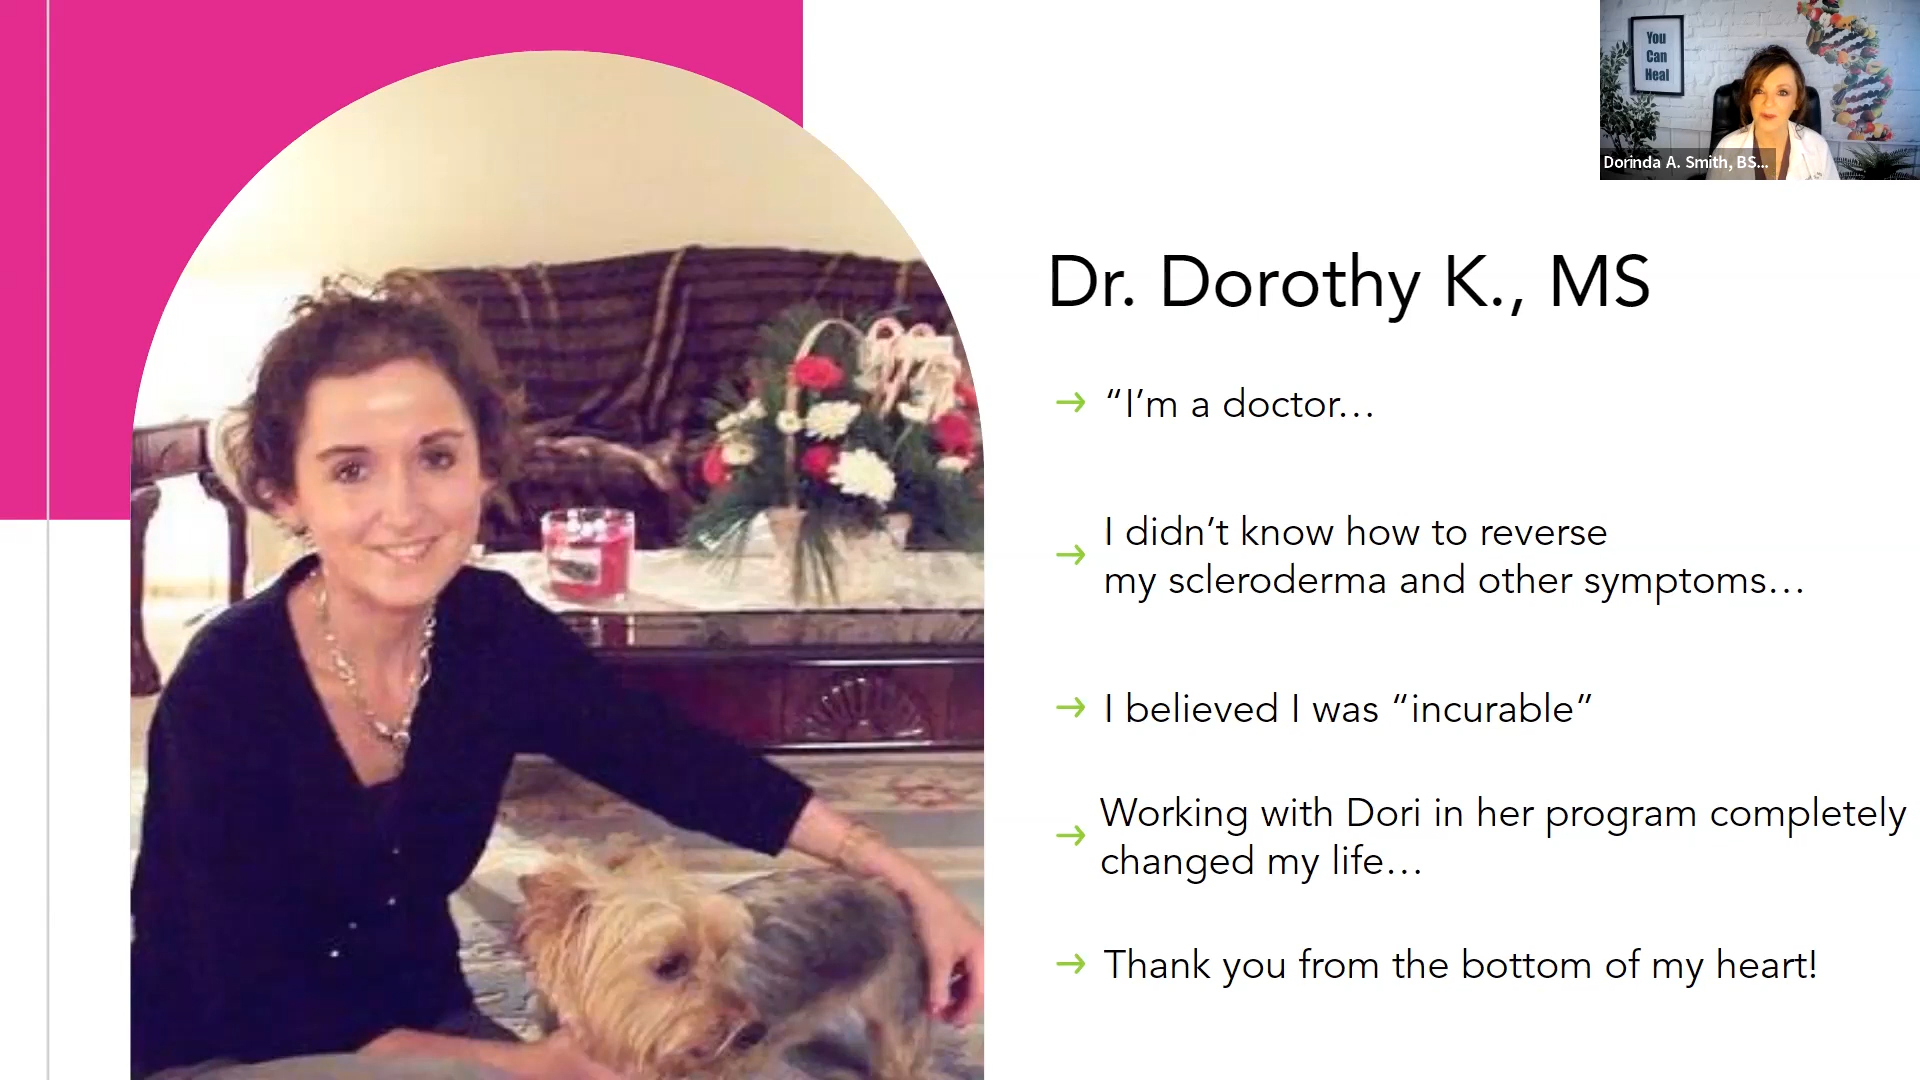 You
Can
Heal
Dorinda A. Smith, BS...
Dr. Dorothy K., MS
→ “I’m a doctor…
→ I didn’t know how to reverse
my scleroderma and other symptoms…
→ I believed I was “incurable”
→ Working with Dori in her program completely
changed my life…
→ Thank you from the bottom of my heart!